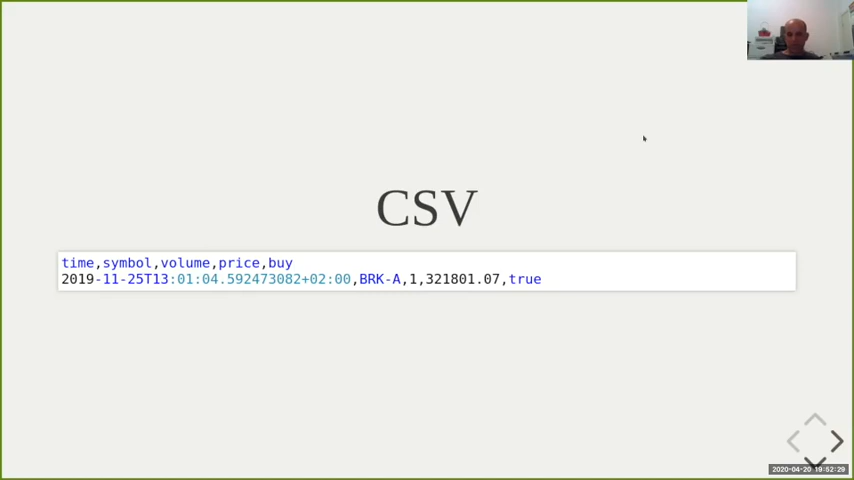 CSV
time,symbol,volume,price,buy
2019-11-25T13:01:04.592473082+02:00,BRK-A,1,321801.07,true
2020-04-20 19:52:29